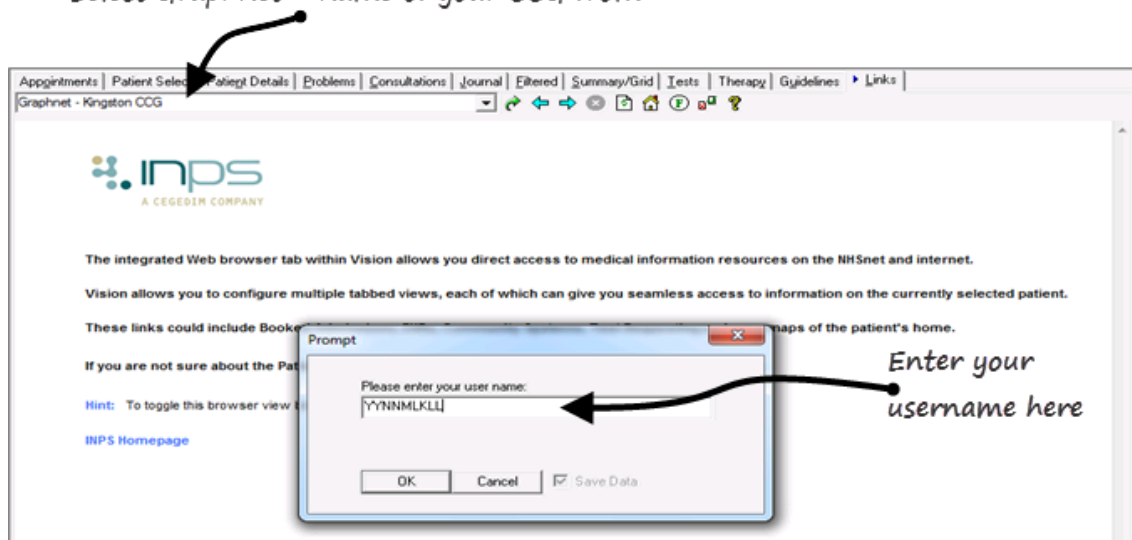 Appointments Patient Select Patient Details Problems Consultations Journal Filtered Summary/Grid Tests Therapy Guidelines Links
Graphnet - Kingston CCG
INPS
A CEGEDIM COMPANY
The integrated Web browser tab within Vision allows you direct access to medical information resources on the NHSnet and internet.
Vision allows you to configure multiple tabbed views, each of which can give you seamless access to information on the currently selected patient.
These links could include Booke
maps of the patient's home.
If you are not sure about the Pat
Hint: To toggle this browser view
INPS Homepage
Prompt
Please enter your user name:
YYNNMLKLL
OK Cancel Save Data
Enter your
username here